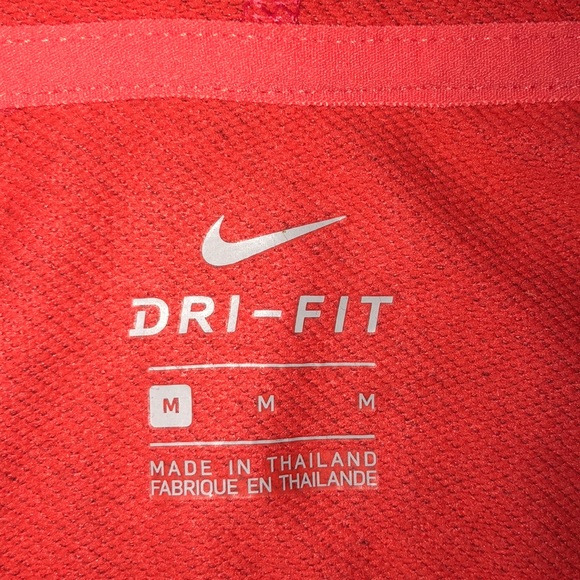 DRI-FIT
M M M
MADE IN THAILAND
FABRIQUE EN THAILANDE